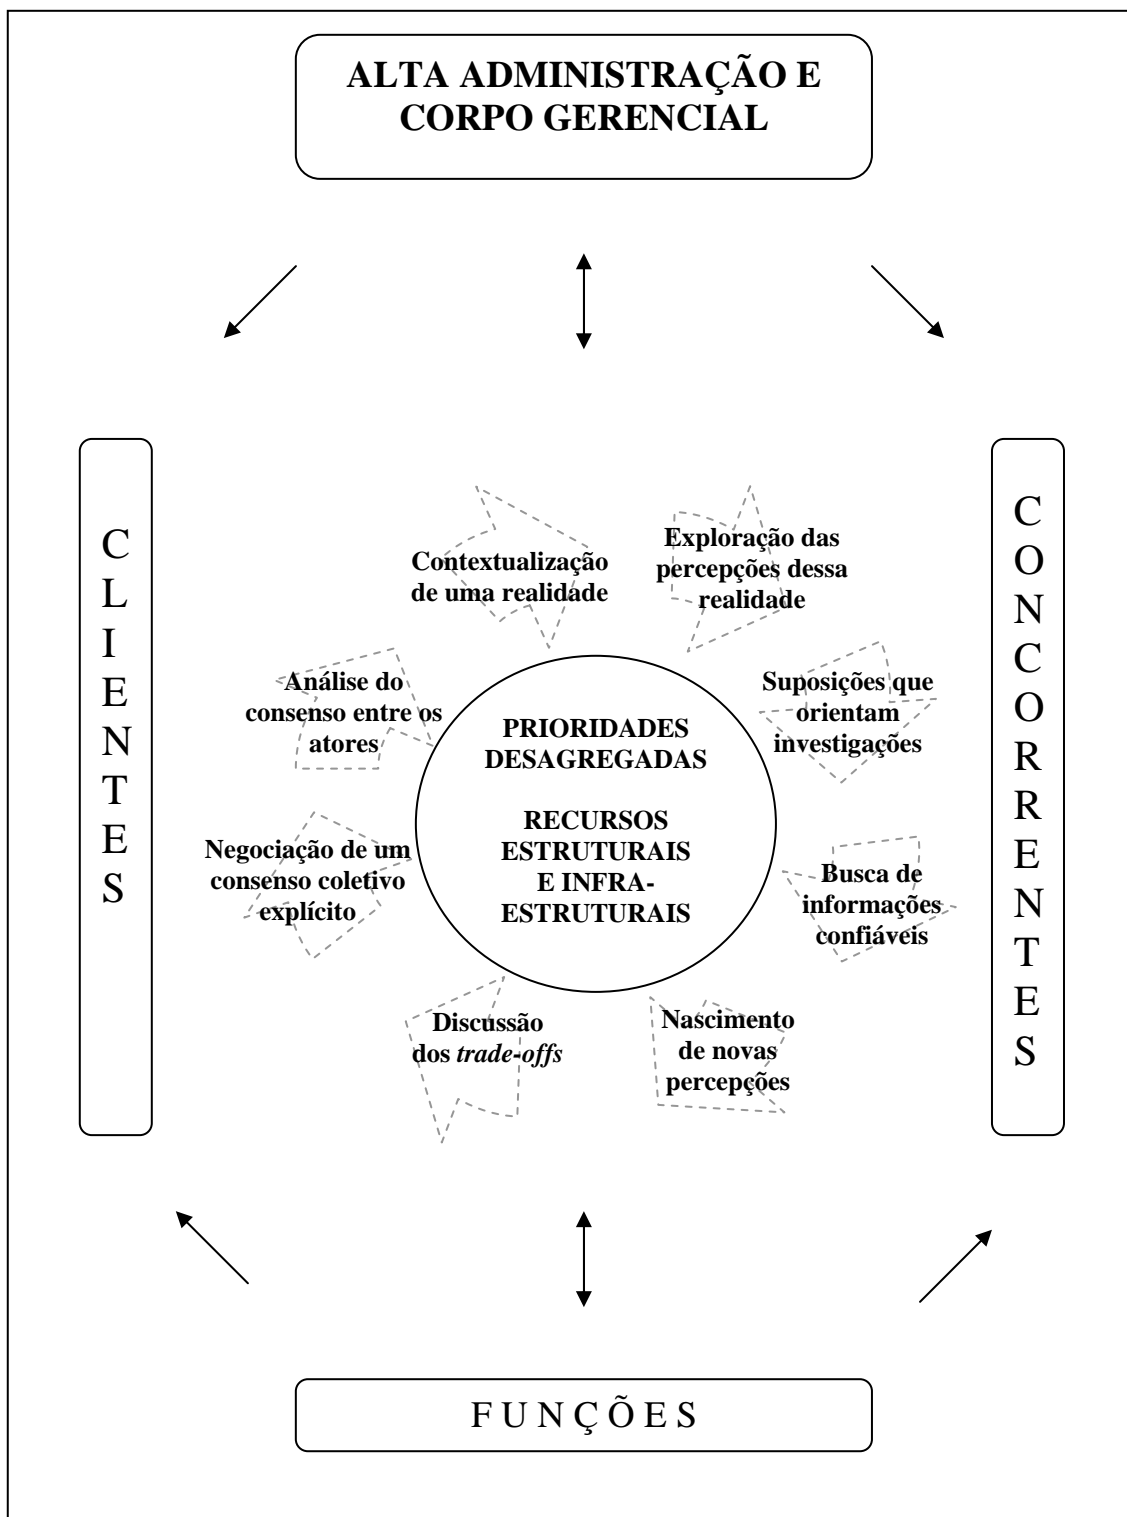 ALTA ADMINISTRAÇÃO E
CORPO GERENCIAL
CLIENTES
CONCORRENTES
Contextualização
de uma realidade
Exploração das
percepções dessa
realidade
Suposições que
orientam
investigações
Busca de
informações
confiáveis
Nascimento
de novas
percepções
Discussão
dos trade-offs
Negociação de um
consenso coletivo
explícito
Análise do
consenso entre os
atores
PRIORIDADES
DESAGREGADAS
RECURSOS
ESTRUTURAIS
E INFRA-
ESTRUTURAIS
F U N Ç Õ E S